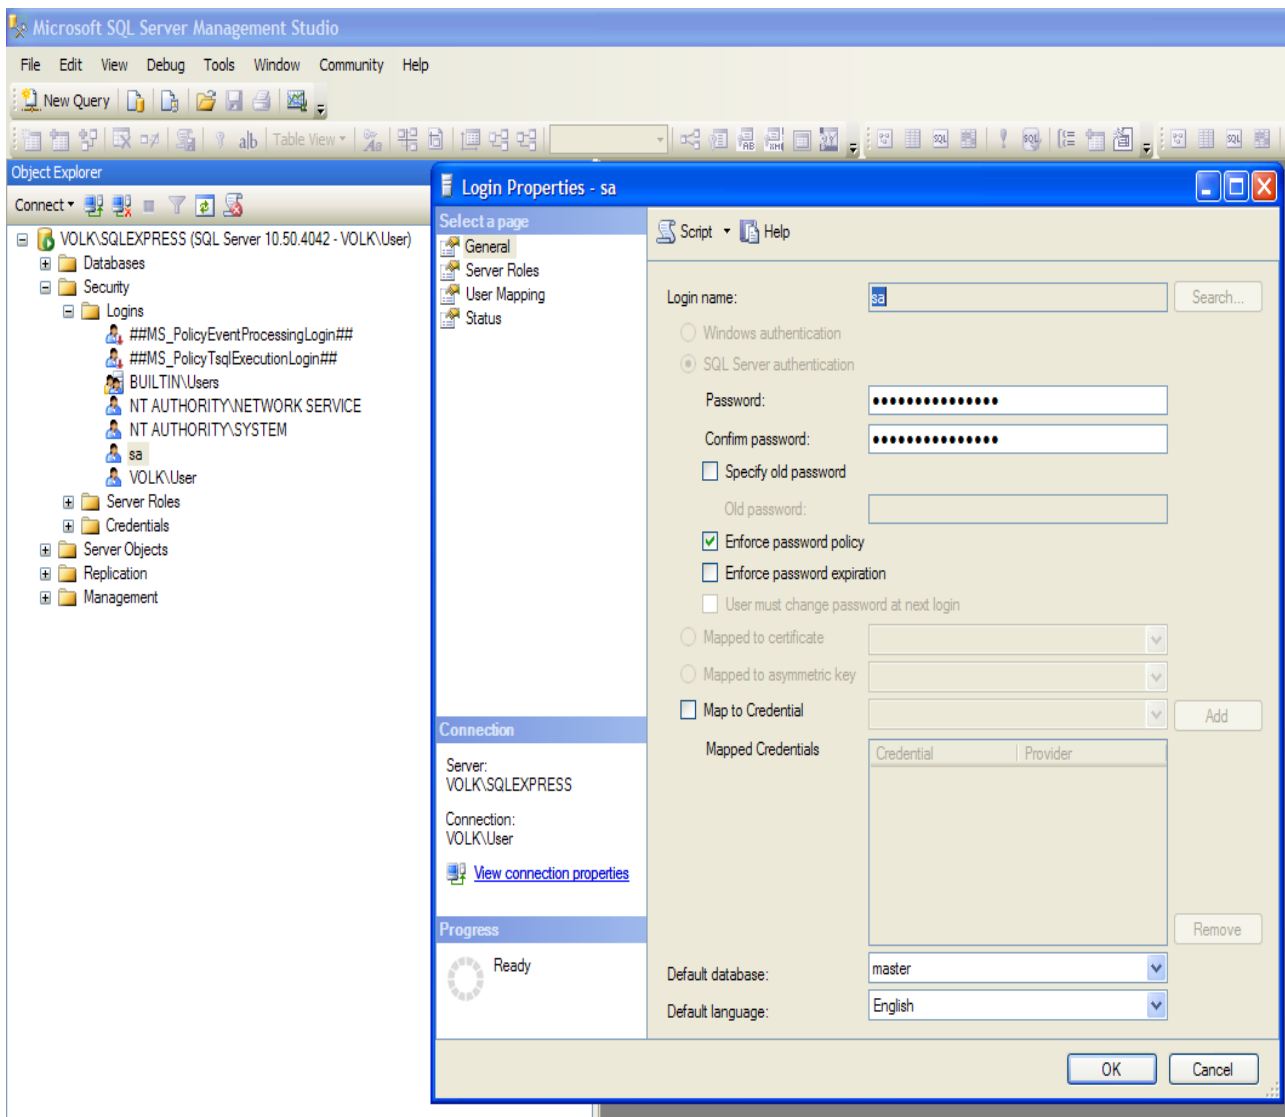 Microsoft SQL Server Management Studio
File Edit View Debug Tools Window Community Help
New Query
Table View
Object Explorer
Connect
VOLK\SQLEXPRESS (SQL Server 10.50.4042 - VOLK\User)
Databases
Security
Logins
##MS_PolicyEventProcessingLogin##
##MS_PolicyTsqlExecutionLogin##
BUILTIN\Users
NT AUTHORITY\NETWORK SERVICE
NT AUTHORITY\SYSTEM
sa
VOLK\User
Server Roles
Credentials
Server Objects
Replication
Management
Login Properties - sa
Select a page
General
Server Roles
User Mapping
Status
Connection
Server:
VOLK\SQLEXPRESS
Connection:
VOLK\User
View connection properties
Progress
Ready
Script Help
Login name: sa Search...
Windows authentication
SQL Server authentication
Password: •••••••••••••••
Confirm password: •••••••••••••••
Specify old password
Old password:
Enforce password policy
Enforce password expiration
User must change password at next login
Mapped to certificate
Mapped to asymmetric key
Map to Credential Add
Mapped Credentials Credential Provider
Remove
Default database: master
Default language: English
OK Cancel